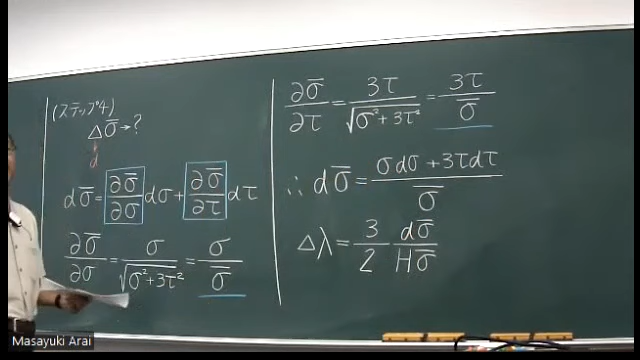 (ステップ4)
Δσ̄→?
d
dσ̄ = ∂σ̄/∂σ dσ + ∂σ̄/∂τ dτ
∂σ̄/∂σ = σ/√(σ²+3τ²) = σ/σ̄
∂σ̄/∂τ = 3τ/√(σ²+3τ²) = 3τ/σ̄
∴ dσ̄ = (σdσ+3τdτ)/σ̄
Δλ = 3/2 dσ̄/Hσ̄
Masayuki Arai